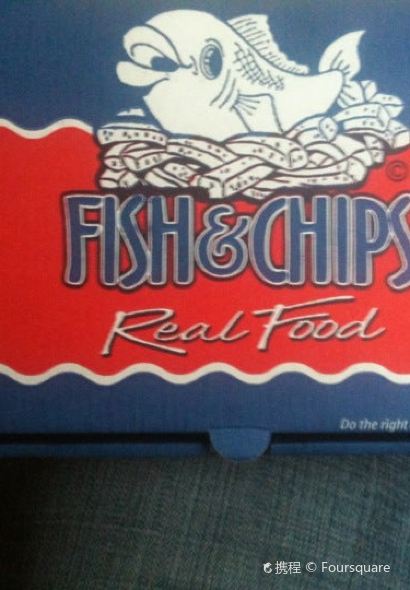 ©
FISH&CHIPS
Real Food
Do the right
携程 © Foursquare